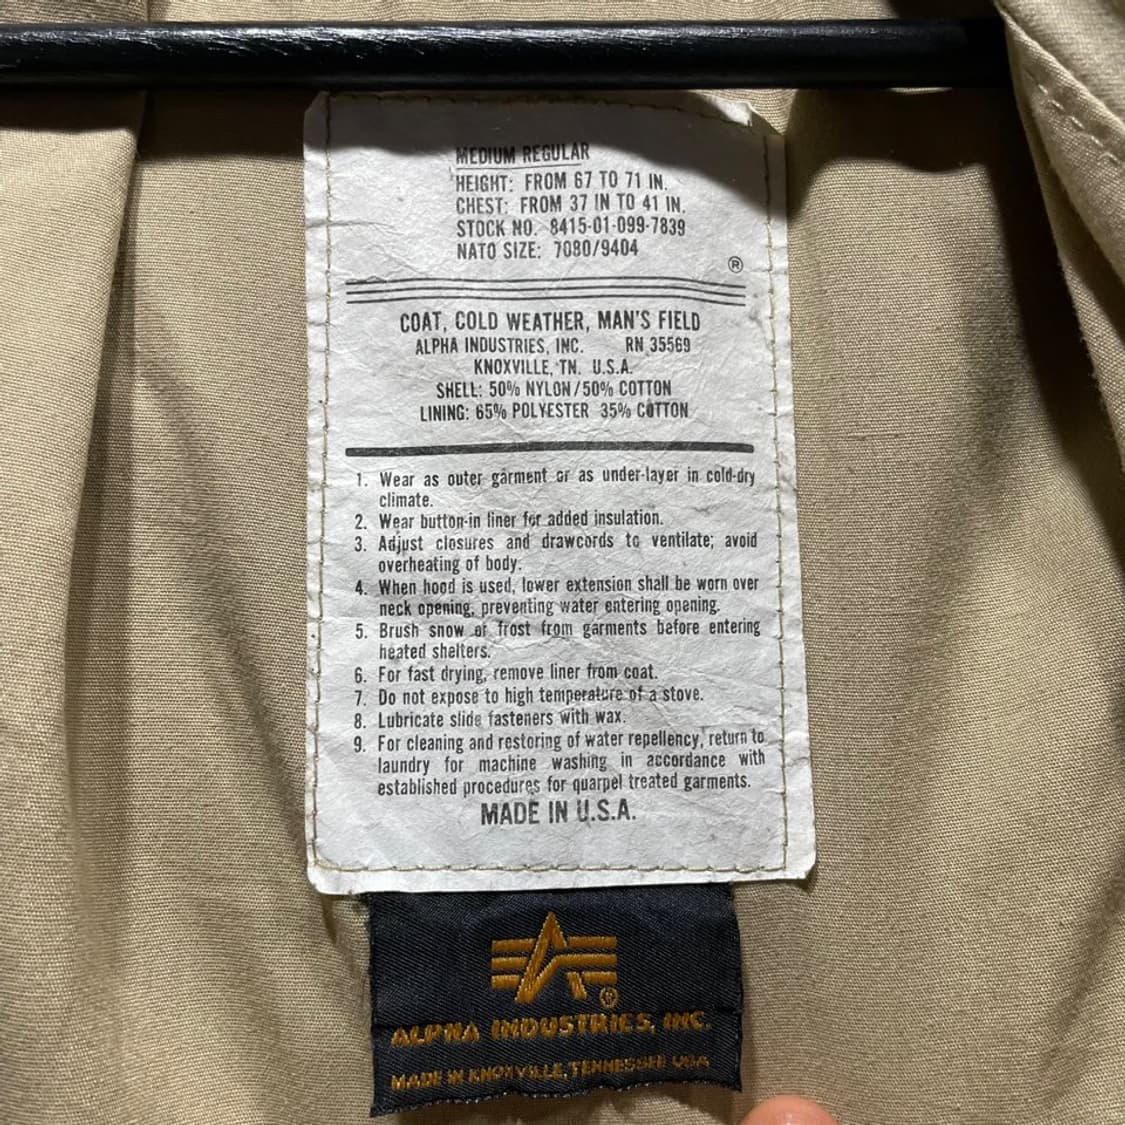 MEDIUM REGULAR
HEIGHT: FROM 67 TO 71 IN.
CHEST: FROM 37 IN TO 41 IN.
STOCK NO. 8415-01-099-7839
NATO SIZE: 7080/9404
®
COAT, COLD WEATHER, MAN'S FIELD
ALPHA INDUSTRIES, INC. RN 35569
KNOXVILLE, TN. U.S.A.
SHELL: 50% NYLON/50% COTTON
LINING: 65% POLYESTER 35% COTTON
1. Wear as outer garment or as under-layer in cold-dry
climate.
2. Wear button-in liner for added insulation.
3. Adjust closures and drawcords to ventilate; avoid
overheating of body.
4. When hood is used, lower extension shall be worn over
neck opening, preventing water entering opening.
5. Brush snow or frost from garments before entering
heated shelters.
6. For fast drying, remove liner from coat.
7. Do not expose to high temperature of a stove.
8. Lubricate slide fasteners with wax.
9. For cleaning and restoring of water repellency, return to
laundry for machine washing in accordance with
established procedures for quarpel treated garments.
MADE IN U.S.A.
®
ALPHA INDUSTRIES, INC.
MADE IN KNOXVILLE, TENNESSEE USA